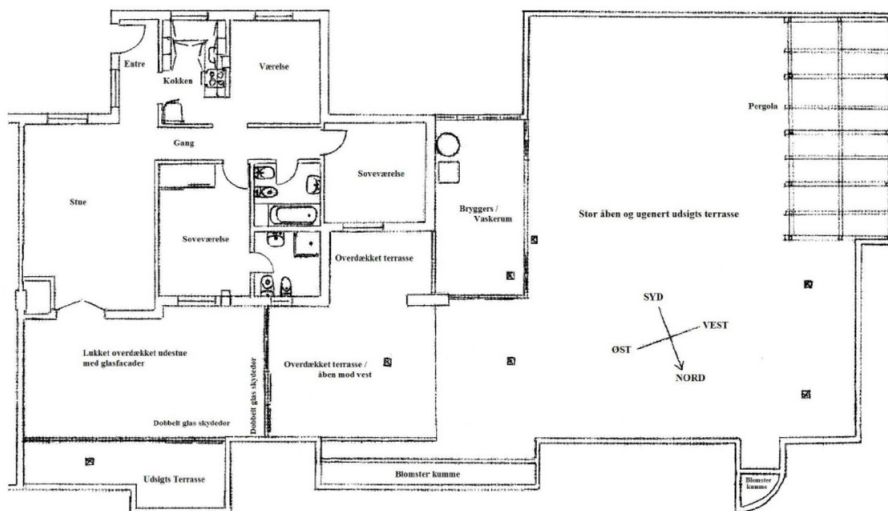 Entre
Køkken
Værelse
Pergola
Gang
Soveværelse
Stue
Bryggers /
Vaskerum
Stor åben og ugenert udsigts terrasse
Soveværelse
Overdækket terrasse
SYD
VEST
ØST
NORD
Lukket overdækket udestue
med glasfacader
Overdækket terrasse /
åben mod vest
Dobbelt glas skydedør
Dobbelt glas skydedør
Udsigts Terrasse
Blomster kumme
Blomster
kumme